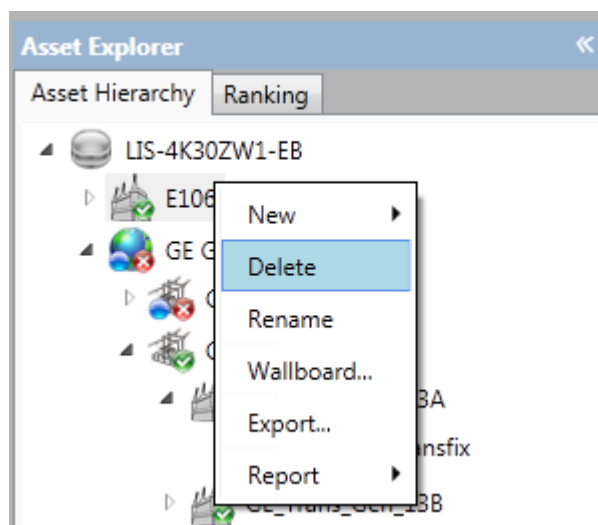 Asset Explorer
Asset Hierarchy Ranking
LIS-4K30ZW1-EB
E106
New
GE G
Delete
Rename
Wallboard...
3A
Export...
ansfix
Report
GE_Trans_Gen_13B